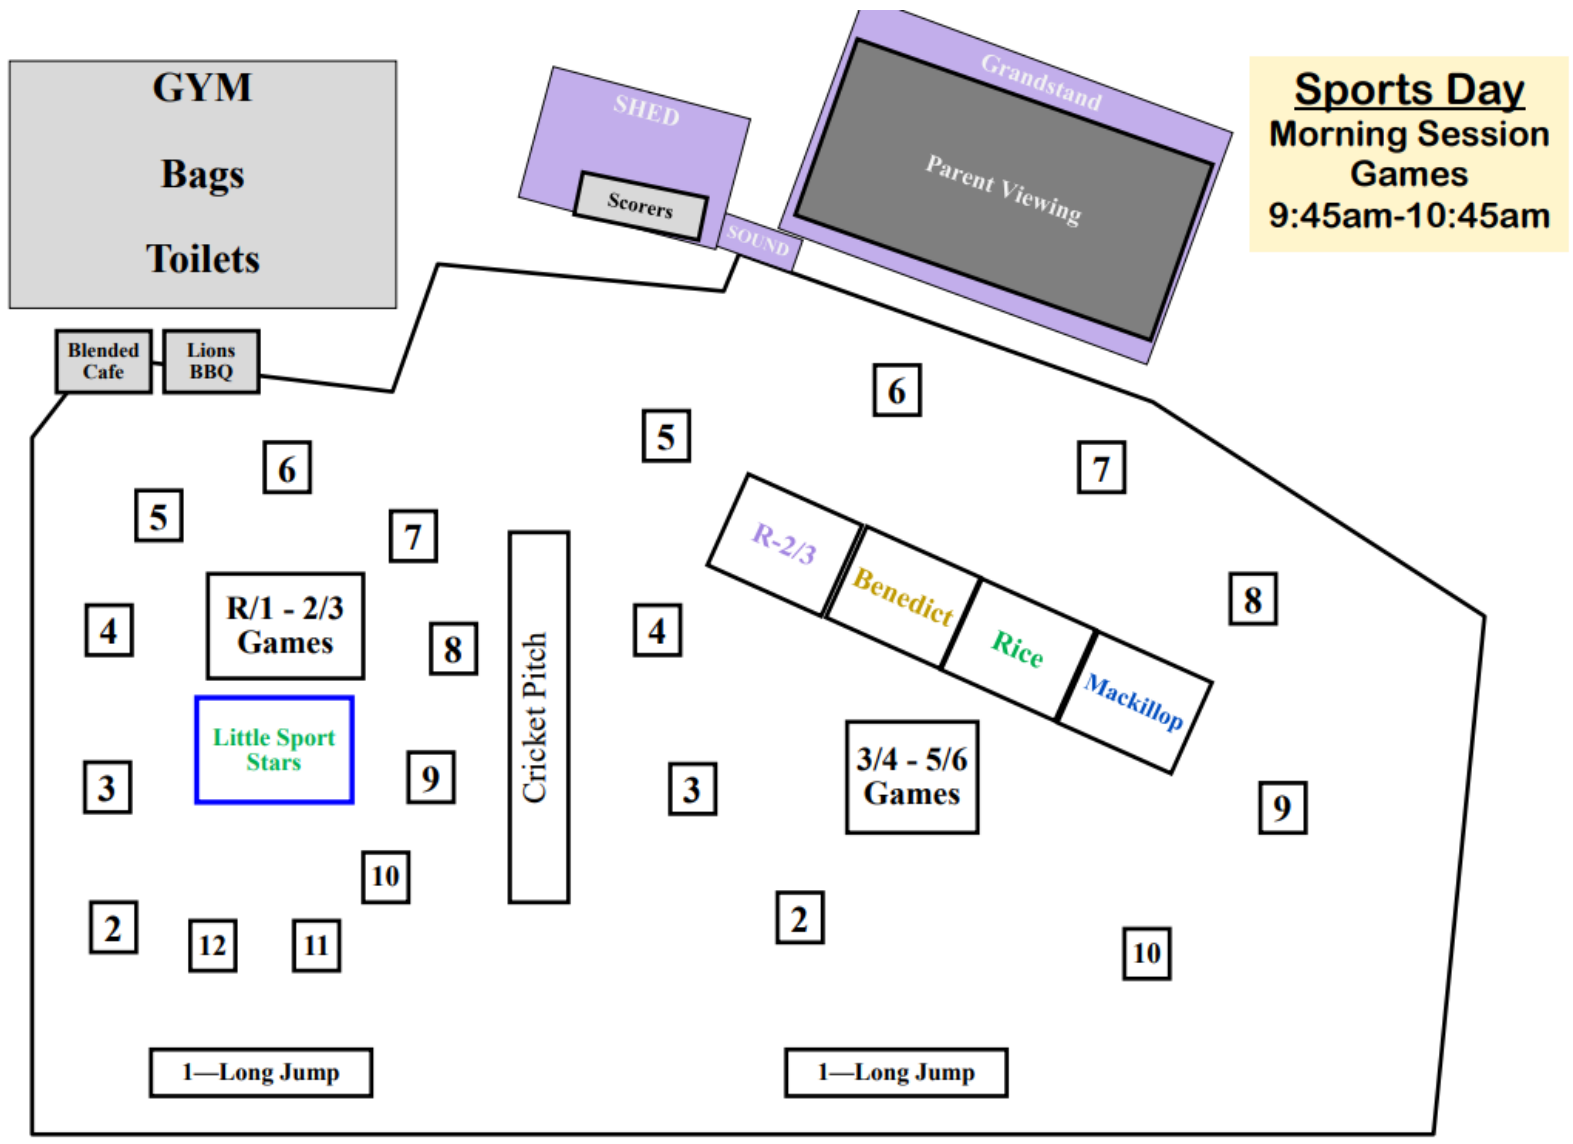 GYM
Bags
Toilets
SHED
Scorers
SOUND
Grandstand
Parent Viewing
Sports Day
Morning Session
Games
9:45am-10:45am
Blended
Cafe
Lions
BBQ
6
5
7
R/1 - 2/3
Games
4
8
Little Sport
Stars
3
9
10
2
12
11
1—Long Jump
Cricket Pitch
5
6
7
R-2/3
Benedict
Rice
Mackillop
8
4
3/4 - 5/6
Games
3
9
2
10
1—Long Jump